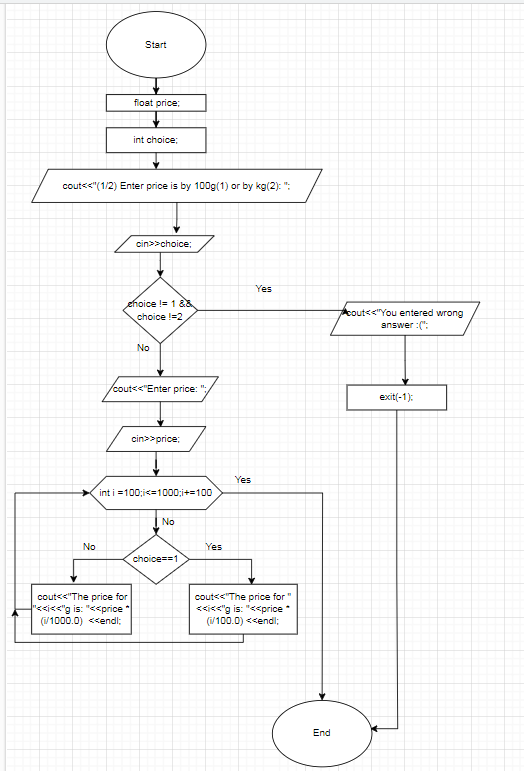 Start
float price;
int choice;
cout<<"(1/2) Enter price is by 100g(1) or by kg(2): ";
cin>>choice;
choice != 1 &&
choice !=2
Yes
cout<<"You entered wrong
answer :(";
exit(-1);
No
cout<<"Enter price: ";
cin>>price;
int i =100;i<=1000;i+=100
Yes
No
choice==1
No
Yes
cout<<"The price for
"<<i<<"g is: "<<price *
(i/1000.0) <<endl;
cout<<"The price for "
<<i<<"g is: "<<price *
(i/100.0) <<endl;
End